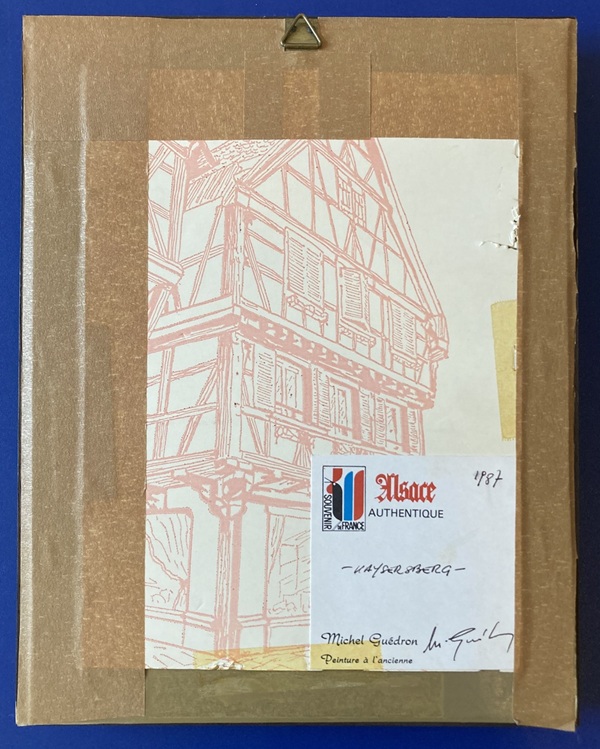 1987
Alsace
AUTHENTIQUE
SOUVENIR
DE FRANCE
- KAYSERSBERG -
Michel Guédron
Peinture à l'ancienne